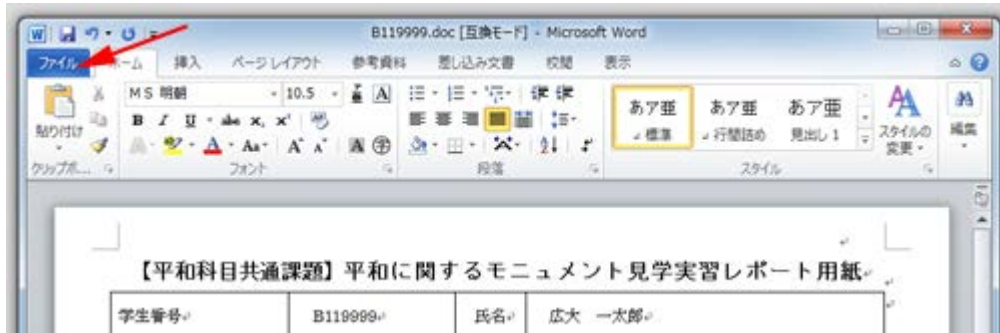 B119999.doc [互換モード] - Microsoft Word
ファイル ホーム 挿入 ページ レイアウト 参考資料 差し込み文書 校閲 表示
MS 明朝 10.5
貼り付け
あア亜 あア亜 あア亜
標準 行間詰め 見出し 1
スタイルの変更
編集
クリップボ... フォント 段落 スタイル
【平和科目共通課題】平和に関するモニュメント見学実習レポート用紙
学生番号 B119999 氏名 広大 一太郎